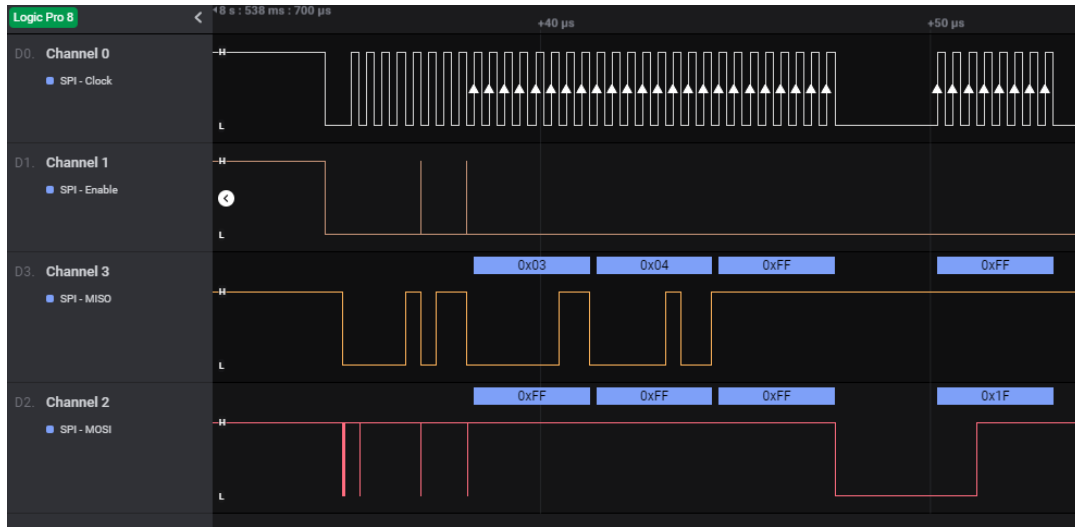 Logic Pro 8
8 s : 538 ms : 700 µs
+40 µs
+50 µs
D0. Channel 0
SPI - Clock
H
L
D1. Channel 1
SPI - Enable
H
L
D3. Channel 3
SPI - MISO
0x03 0x04 0xFF 0xFF
H
L
D2. Channel 2
SPI - MOSI
0xFF 0xFF 0xFF 0x1F
H
L